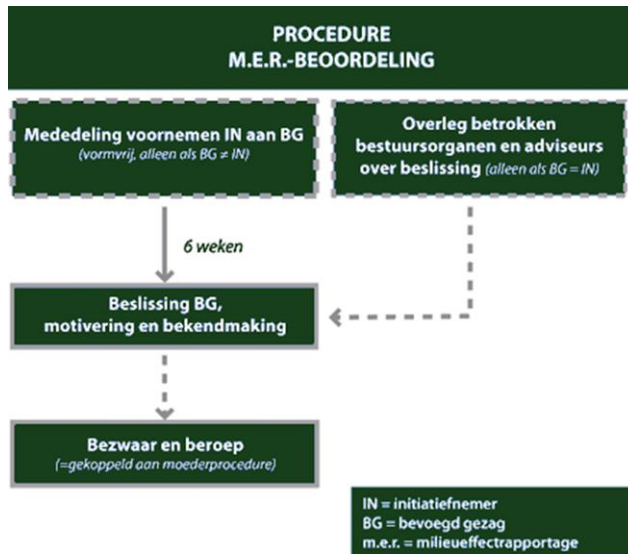 PROCEDURE
M.E.R.-BEOORDELING
Mededeling voornemen IN aan BG
(vormvrij, alleen als BG ≠ IN)
Overleg betrokken
bestuursorganen en adviseurs
over beslissing (alleen als BG = IN)
6 weken
Beslissing BG,
motivering en bekendmaking
Bezwaar en beroep
(=gekoppeld aan moederprocedure)
IN = initiatiefnemer
BG = bevoegd gezag
m.e.r. = milieueffectrapportage